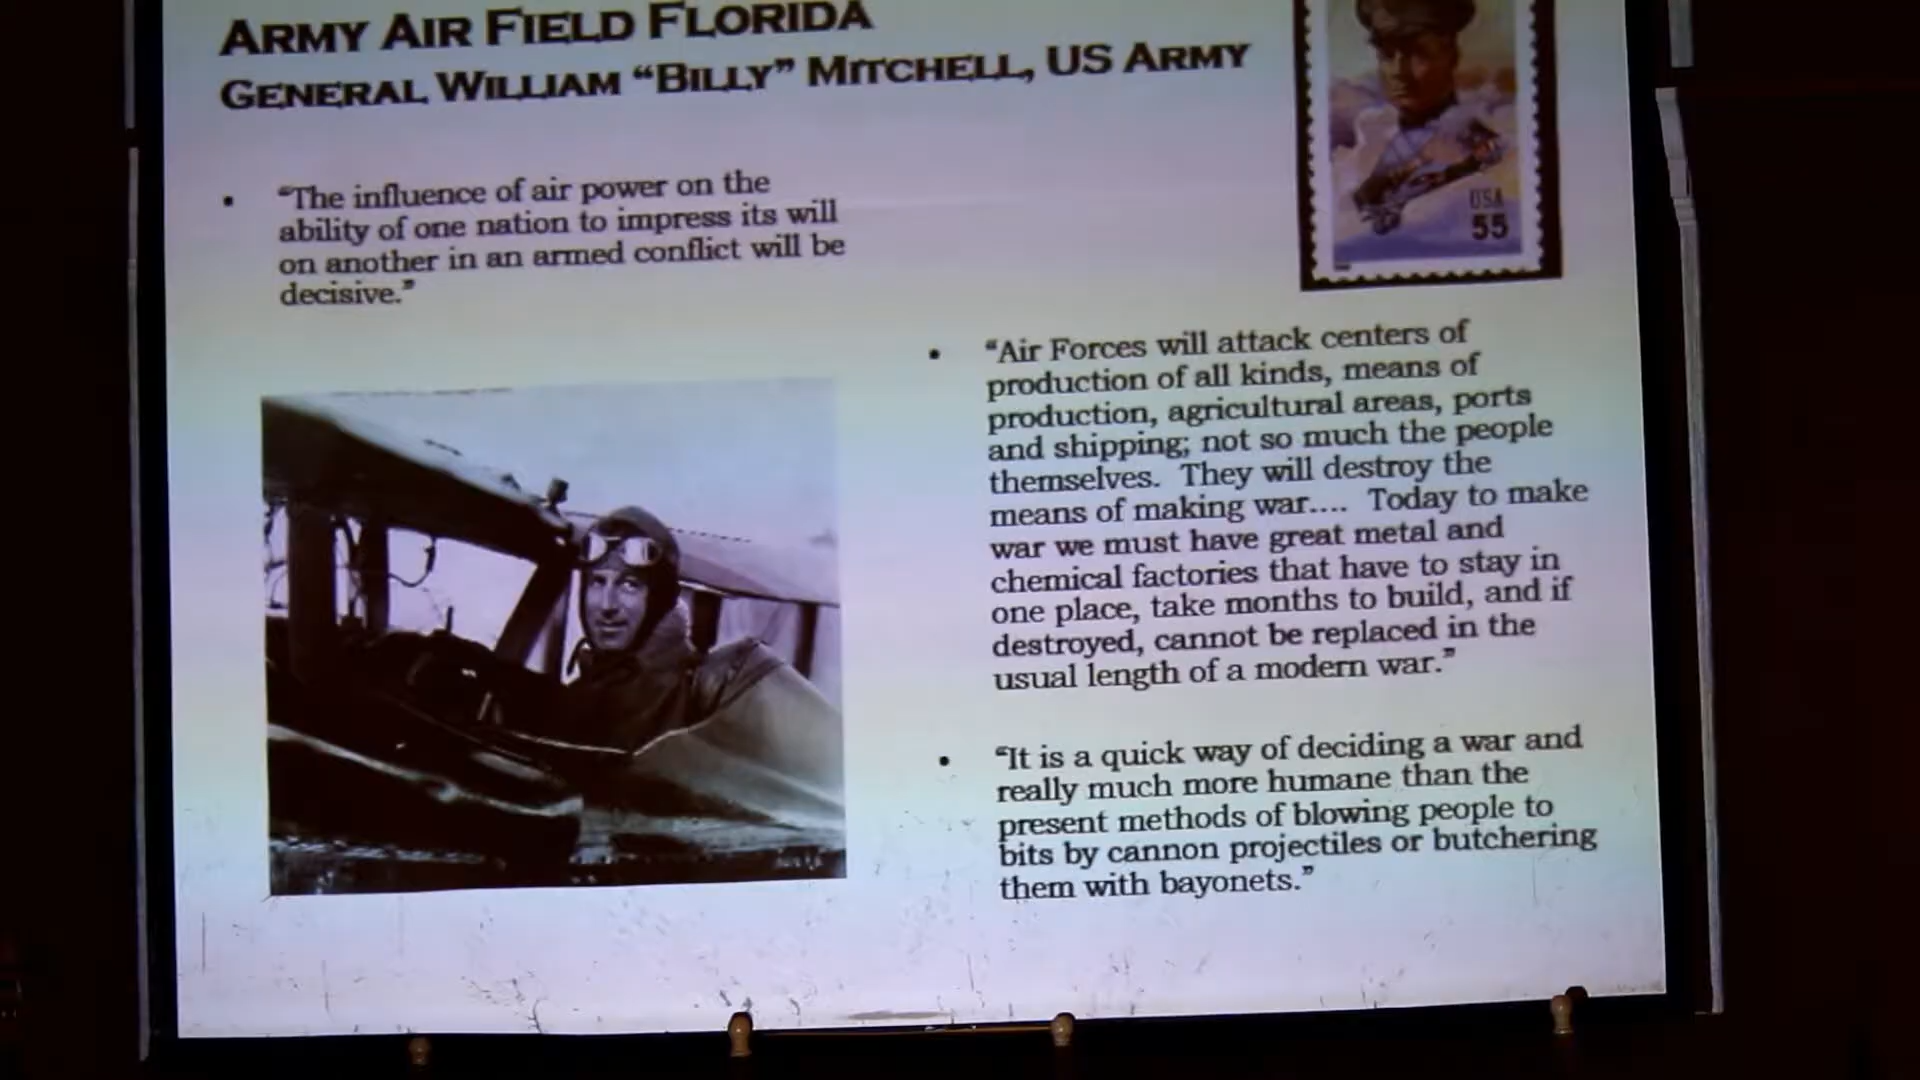 ARMY AIR FIELD FLORIDA
GENERAL WILLIAM “BILLY” MITCHELL, US ARMY
USA
55
• “The influence of air power on the
ability of one nation to impress its will
on another in an armed conflict will be
decisive.”
• “Air Forces will attack centers of
production of all kinds, means of
production, agricultural areas, ports
and shipping; not so much the people
themselves. They will destroy the
means of making war.... Today to make
war we must have great metal and
chemical factories that have to stay in
one place, take months to build, and if
destroyed, cannot be replaced in the
usual length of a modern war.”
• “It is a quick way of deciding a war and
really much more humane than the
present methods of blowing people to
bits by cannon projectiles or butchering
them with bayonets.”